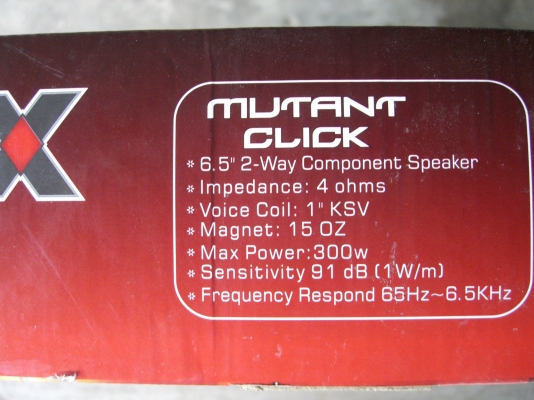 X
MUTANT
CLICK
* 6.5" 2-Way Component Speaker
* Impedance: 4 ohms
* Voice Coil: 1" KSV
* Magnet: 15 OZ
* Max Power:300w
* Sensitivity 91 dB (1W/m)
* Frequency Respond 65Hz~6.5KHz